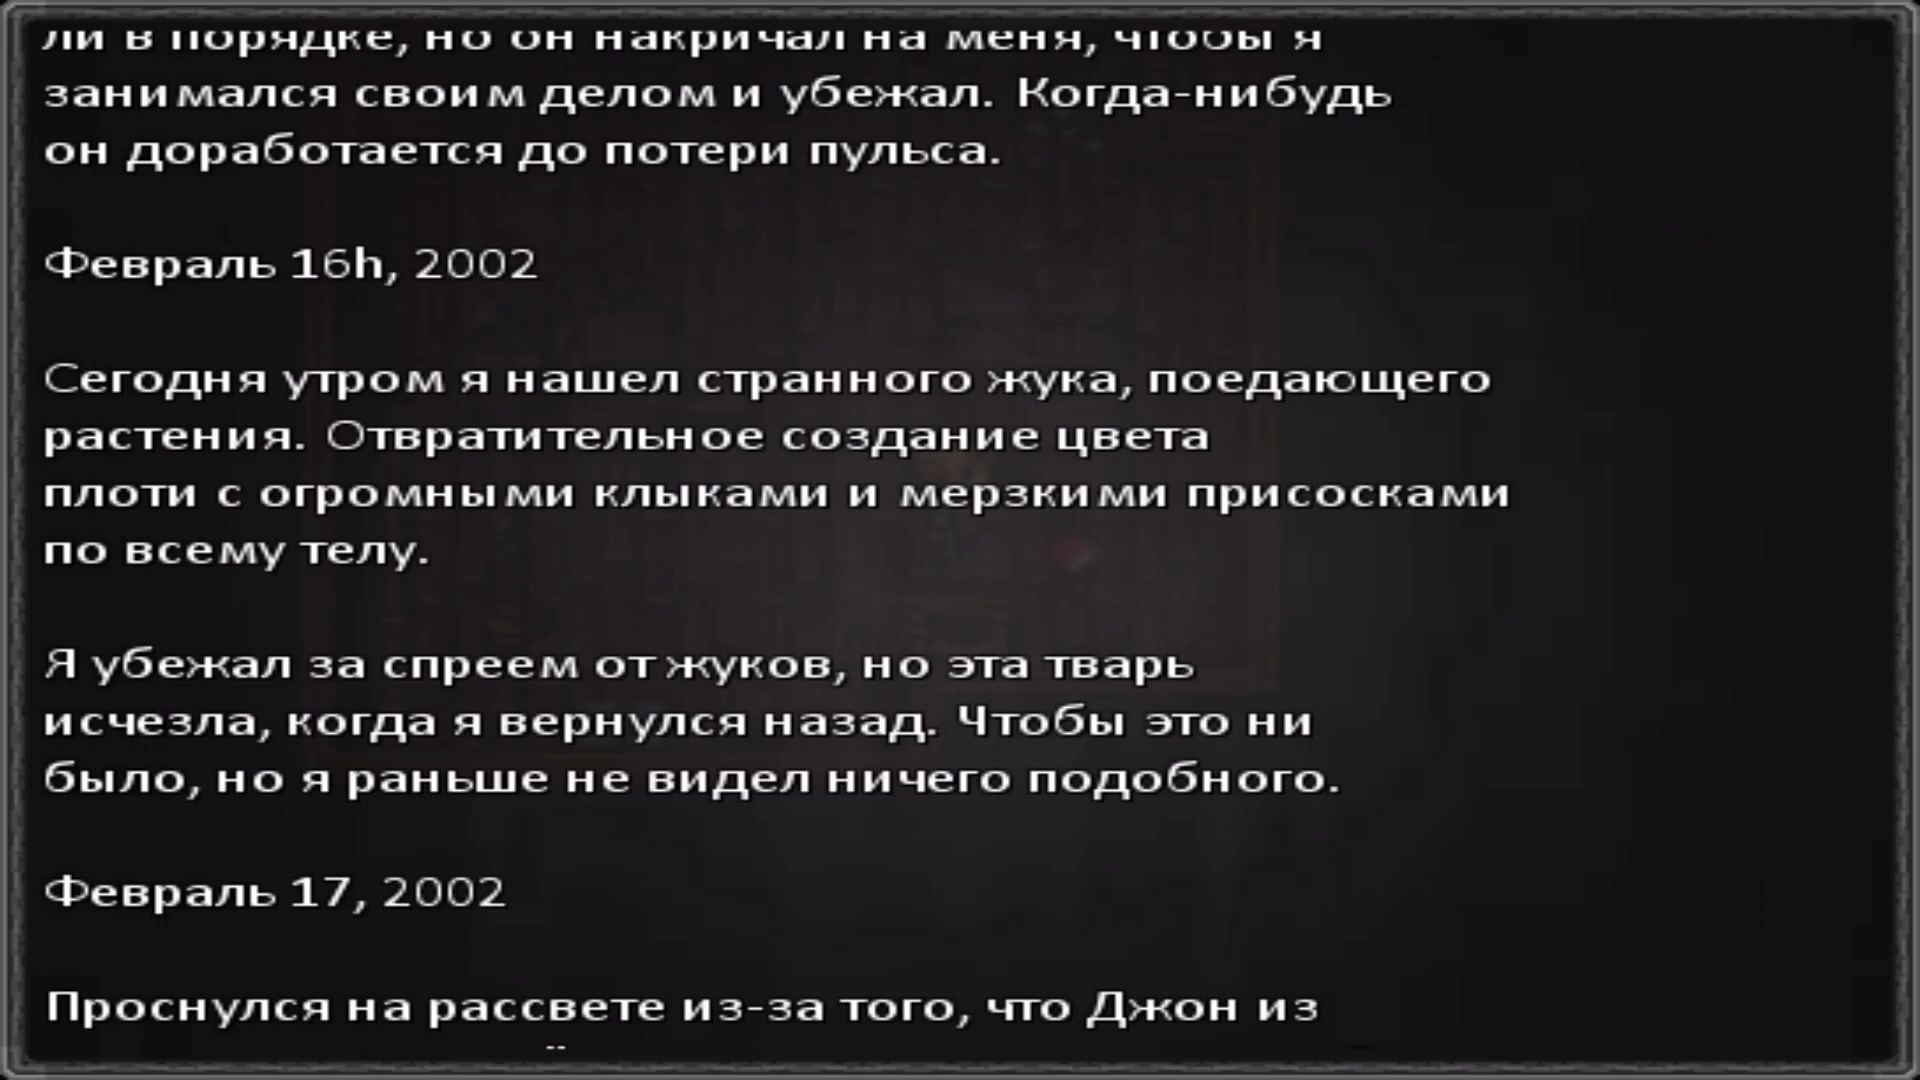 ли в порядке, но он накричал на меня, чтобы я
занимался своим делом и убежал. Когда-нибудь
он доработается до потери пульса.
Февраль 16h, 2002
Сегодня утром я нашел странного жука, поедающего
растения. Отвратительное создание цвета
плоти с огромными клыками и мерзкими присосками
по всему телу.
Я убежал за спреем от жуков, но эта тварь
исчезла, когда я вернулся назад. Чтобы это ни
было, но я раньше не видел ничего подобного.
Февраль 17, 2002
Проснулся на рассвете из-за того, что Джон из